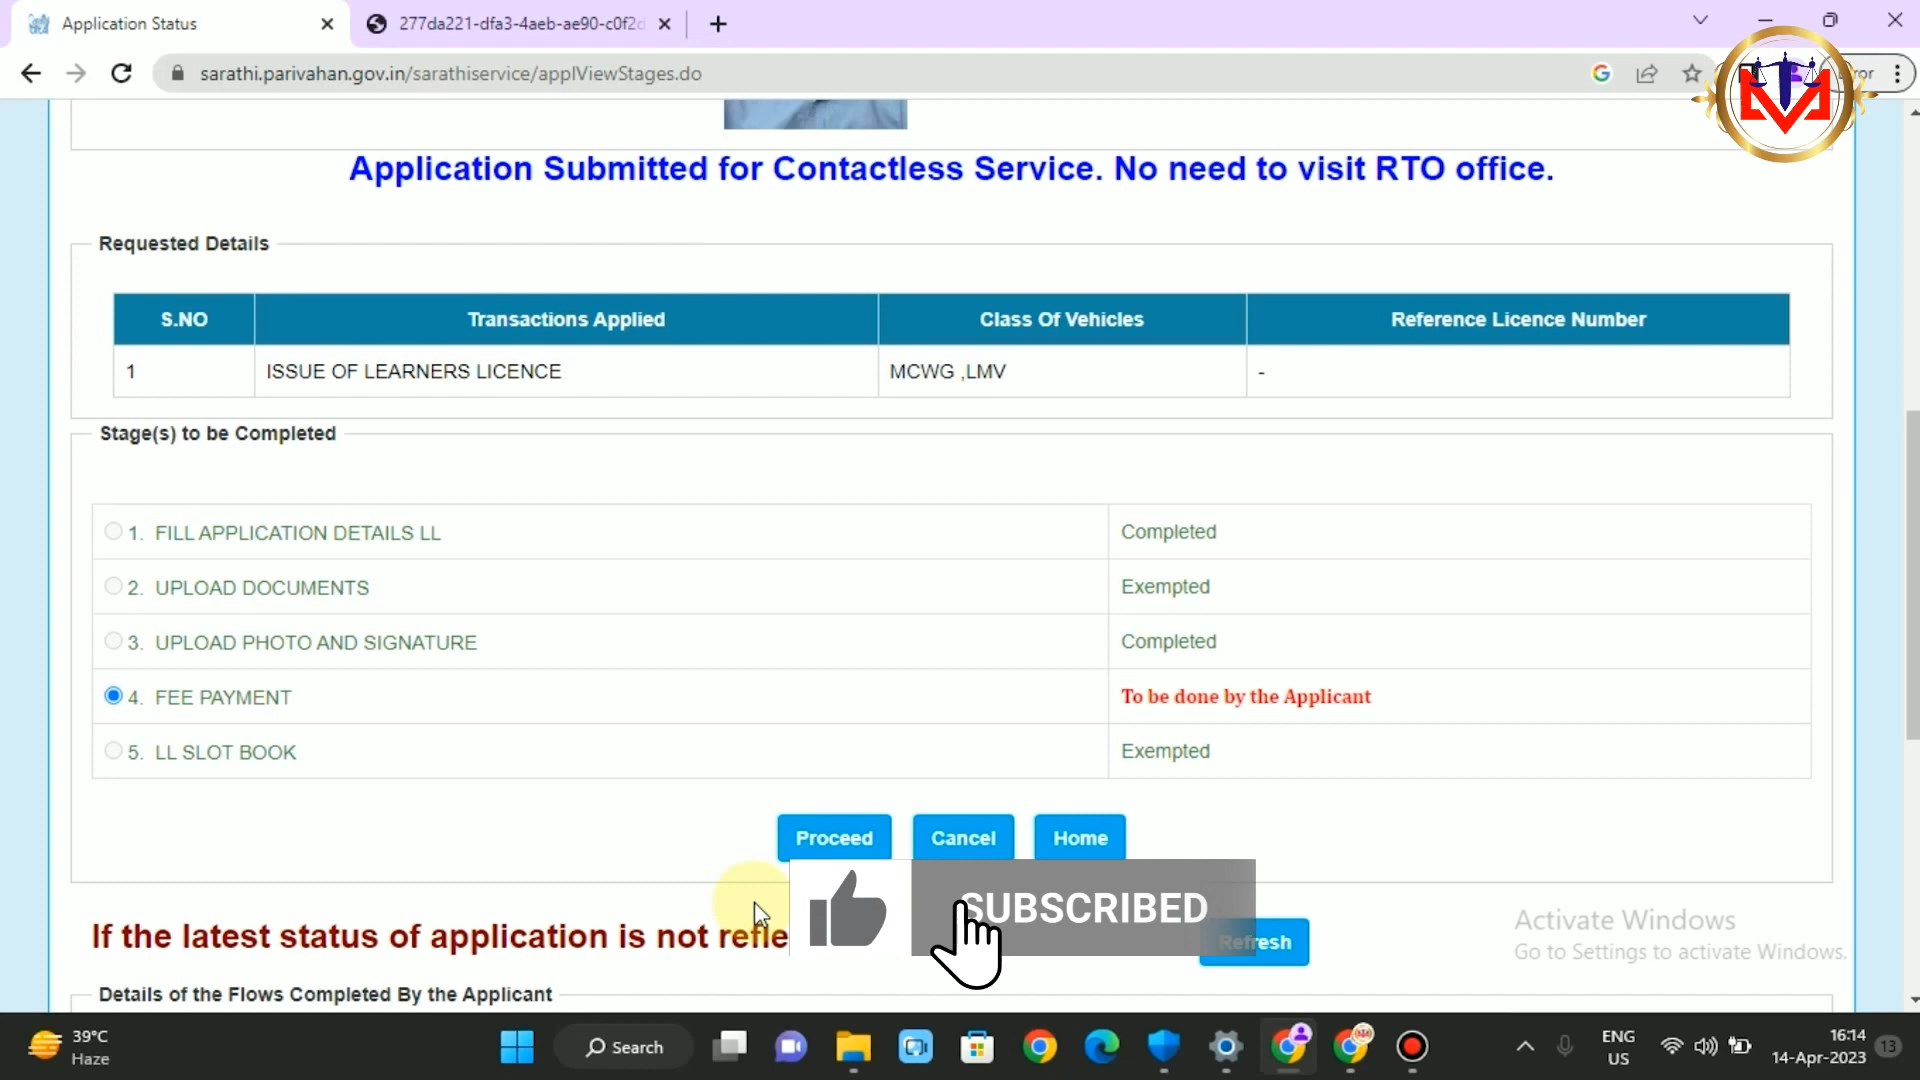 Application Status
277da221-dfa3-4aeb-ae90-c0f2d
sarathi.parivahan.gov.in/sarathiservice/applViewStages.do
Application Submitted for Contactless Service. No need to visit RTO office.
Requested Details
S.NO Transactions Applied Class Of Vehicles Reference Licence Number
1 ISSUE OF LEARNERS LICENCE MCWG ,LMV -
Stage(s) to be Completed
1. FILL APPLICATION DETAILS LL Completed
2. UPLOAD DOCUMENTS Exempted
3. UPLOAD PHOTO AND SIGNATURE Completed
4. FEE PAYMENT To be done by the Applicant
5. LL SLOT BOOK Exempted
Proceed Cancel Home
SUBSCRIBED
If the latest status of application is not Refresh
Activate Windows
Go to Settings to activate Windows.
Details of the Flows Completed By the Applicant
39°C
Haze
Search
ENG
US
16:14
14-Apr-2023
13